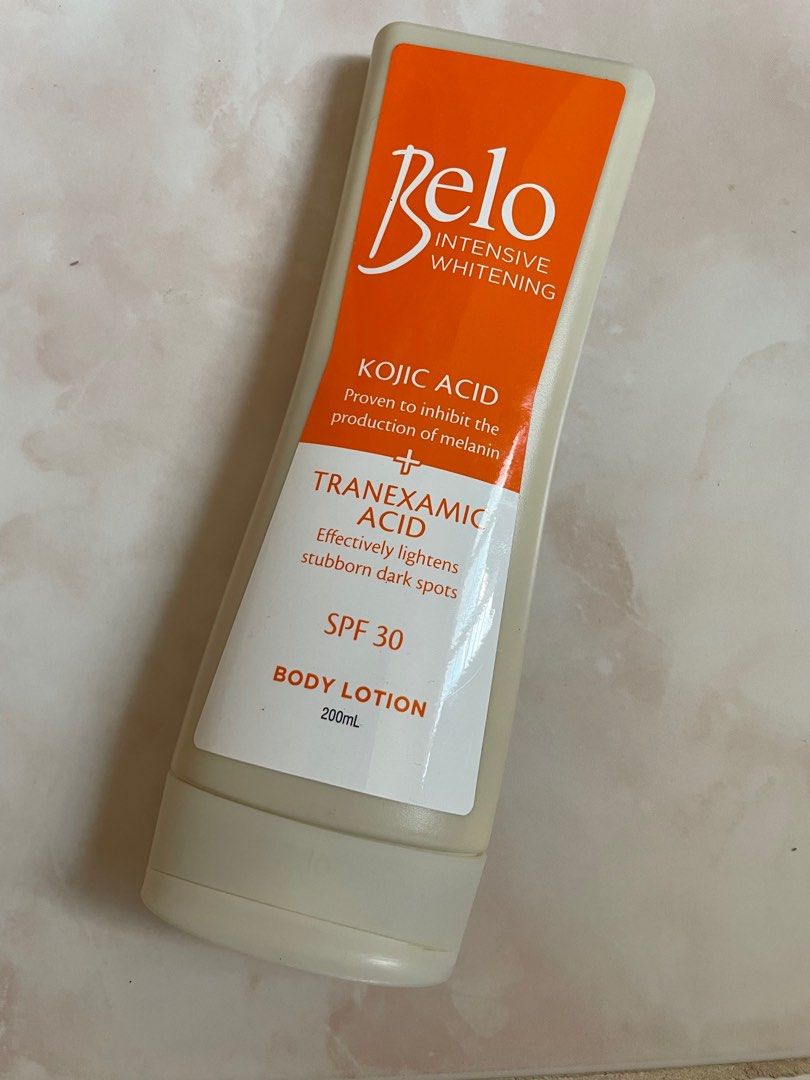 Belo
INTENSIVE
WHITENING
KOJIC ACID
Proven to inhibit the
production of melanin
+
TRANEXAMIC
ACID
Effectively lightens
stubborn dark spots
SPF 30
BODY LOTION
200mL